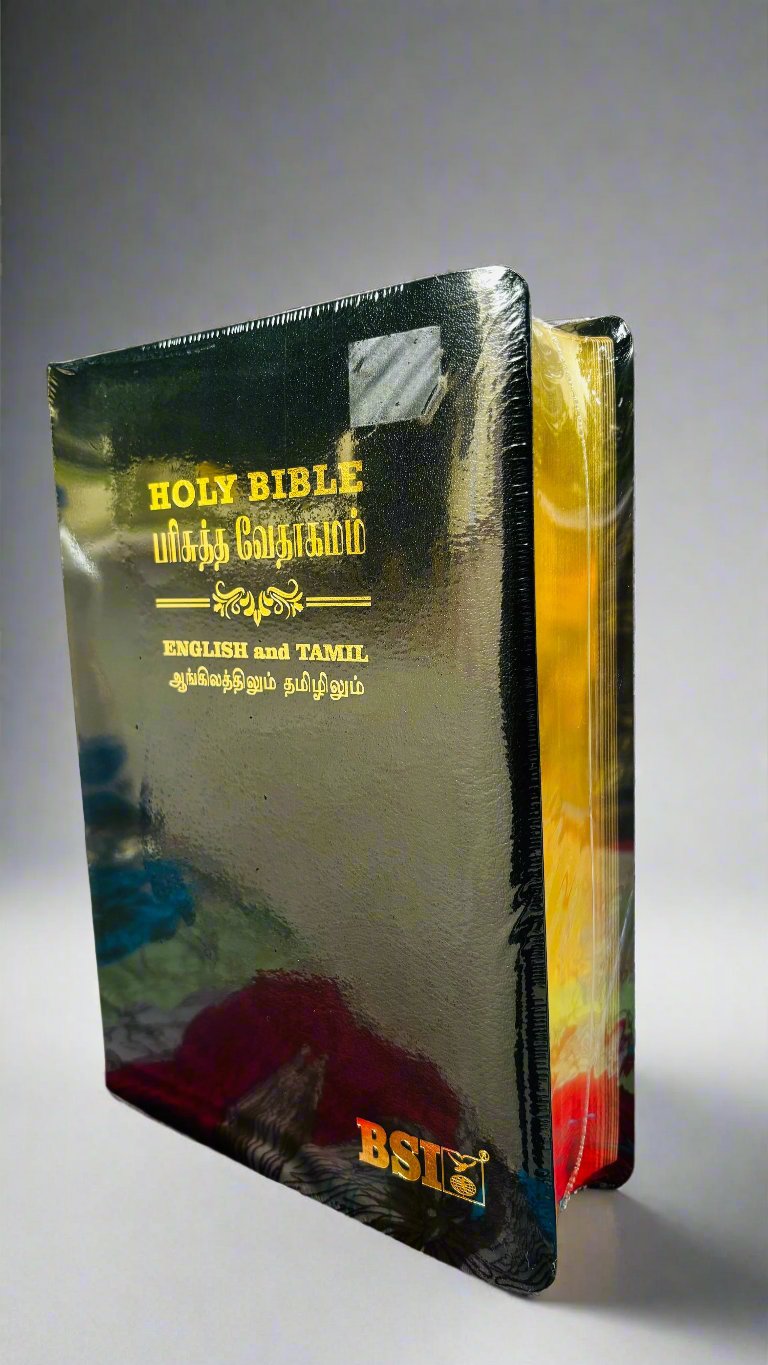 HOLY BIBLE
பரிசுத்த வேதாகமம்
ENGLISH and TAMIL
ஆங்கிலத்திலும் தமிழிலும்
BSI